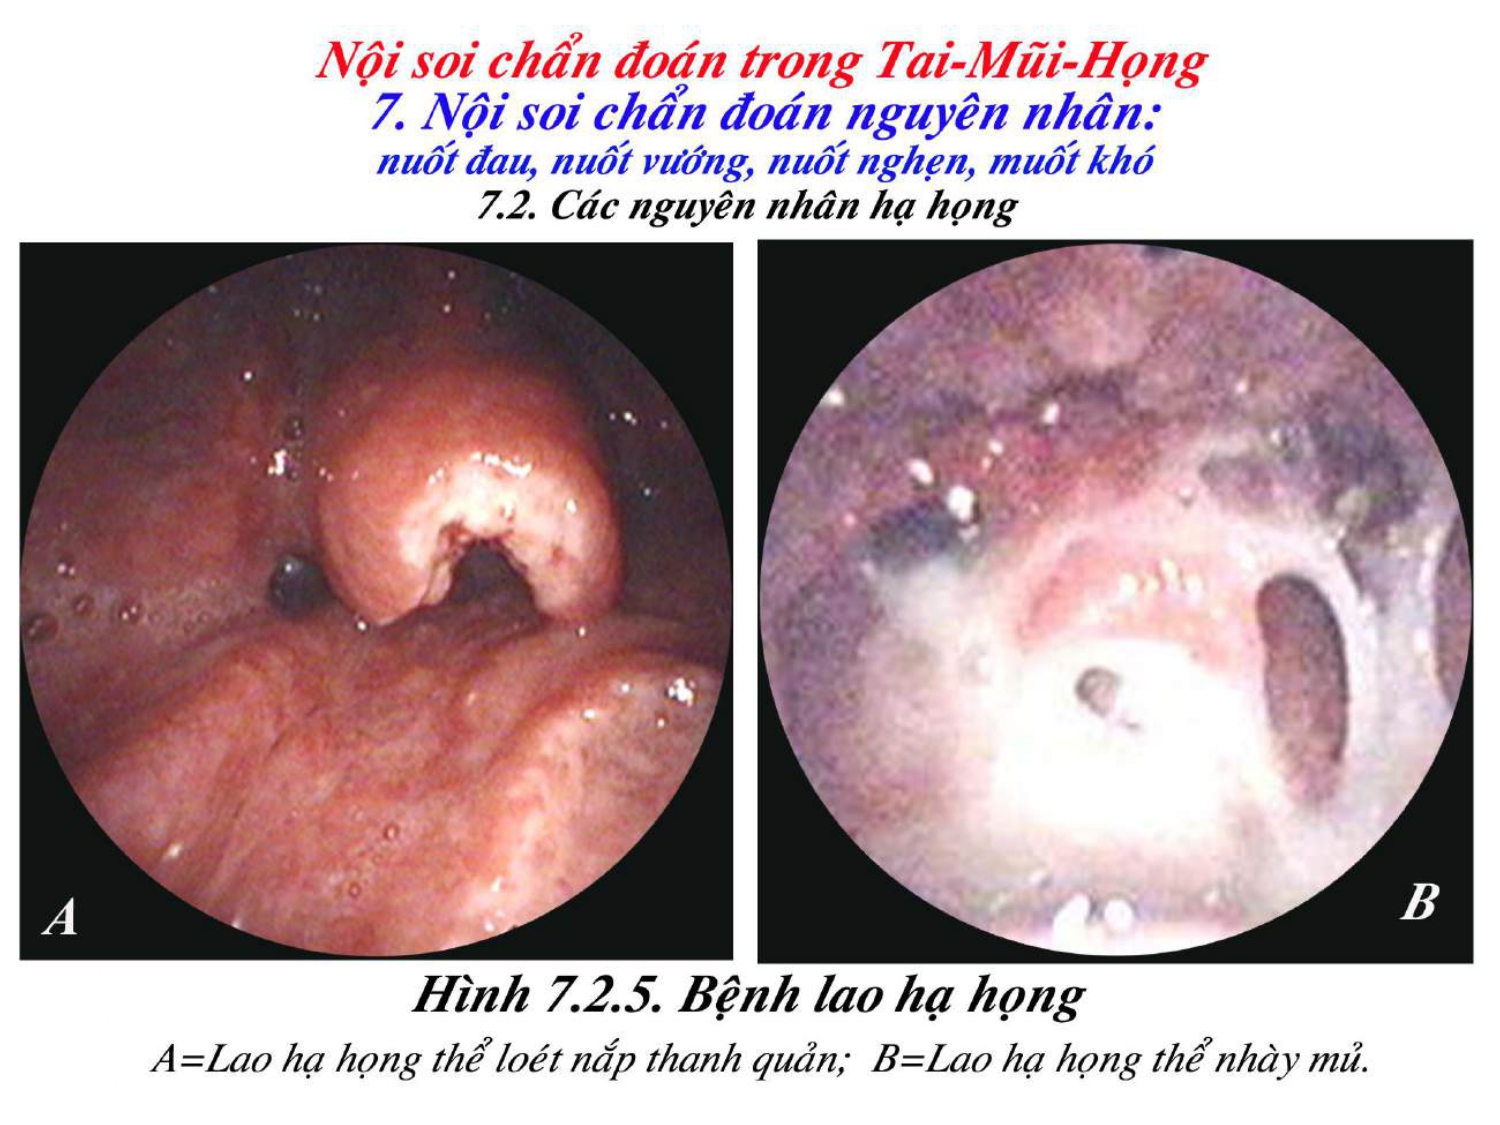 Nội soi chẩn đoán trong Tai-Mũi-Họng
7. Nội soi chẩn đoán nguyên nhân:
nuốt đau, nuốt vướng, nuốt nghẹn, muốt khó
7.2. Các nguyên nhân hạ họng
A
B
Hình 7.2.5. Bệnh lao hạ họng
A=Lao hạ họng thể loét nắp thanh quản; B=Lao hạ họng thể nhày mủ.